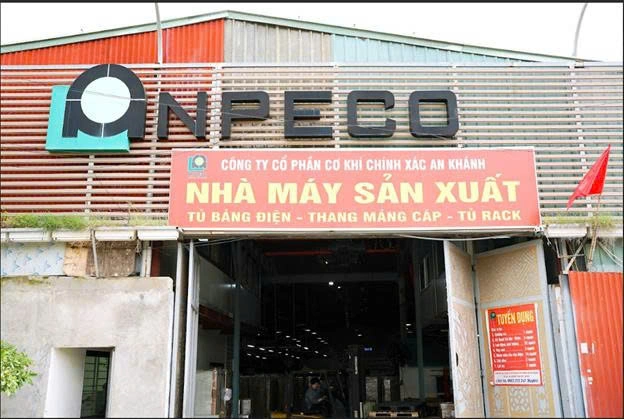 ANPECO
CÔNG TY CỔ PHẦN CƠ KHÍ CHÍNH XÁC AN KHÁNH
NHÀ MÁY SẢN XUẤT
TỦ BẢNG ĐIỆN - THANG MÁNG CÁP - TỦ RACK
TUYỂN DỤNG